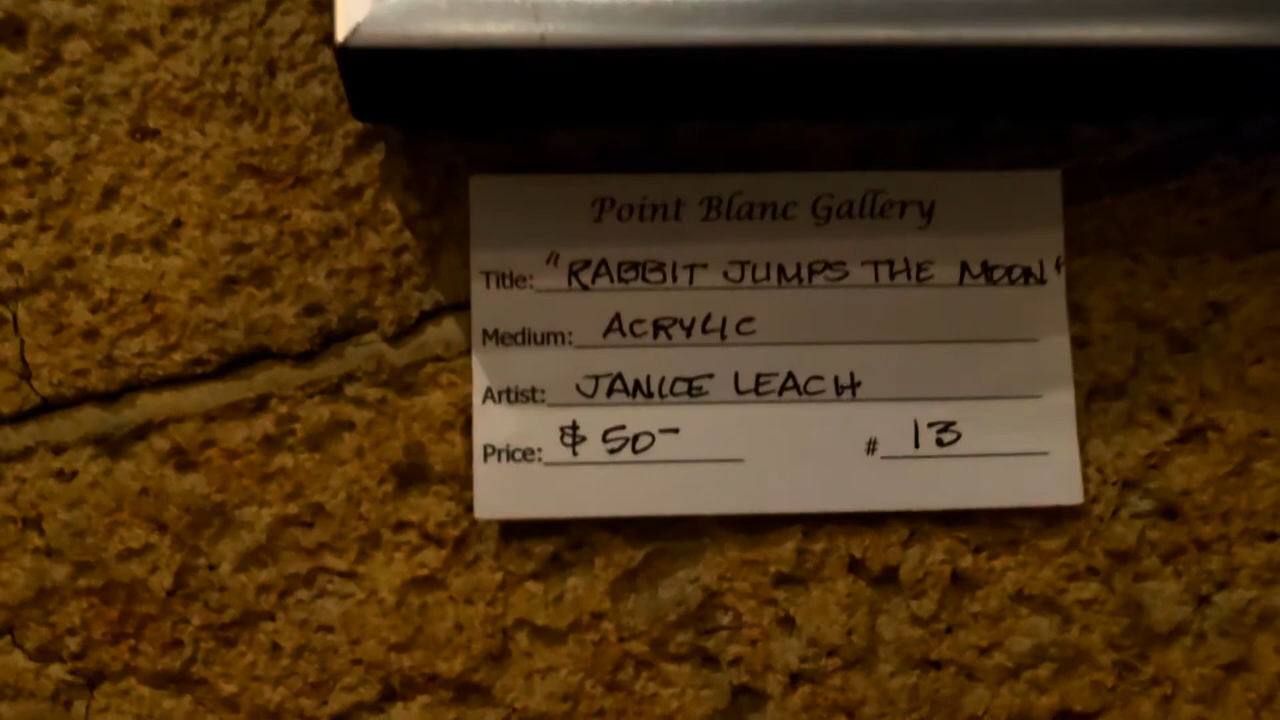 Point Blanc Gallery
Title: "RABBIT JUMPS THE MOON"
Medium: ACRYLIC
Artist: JANICE LEACH
Price: $ 50- # 13